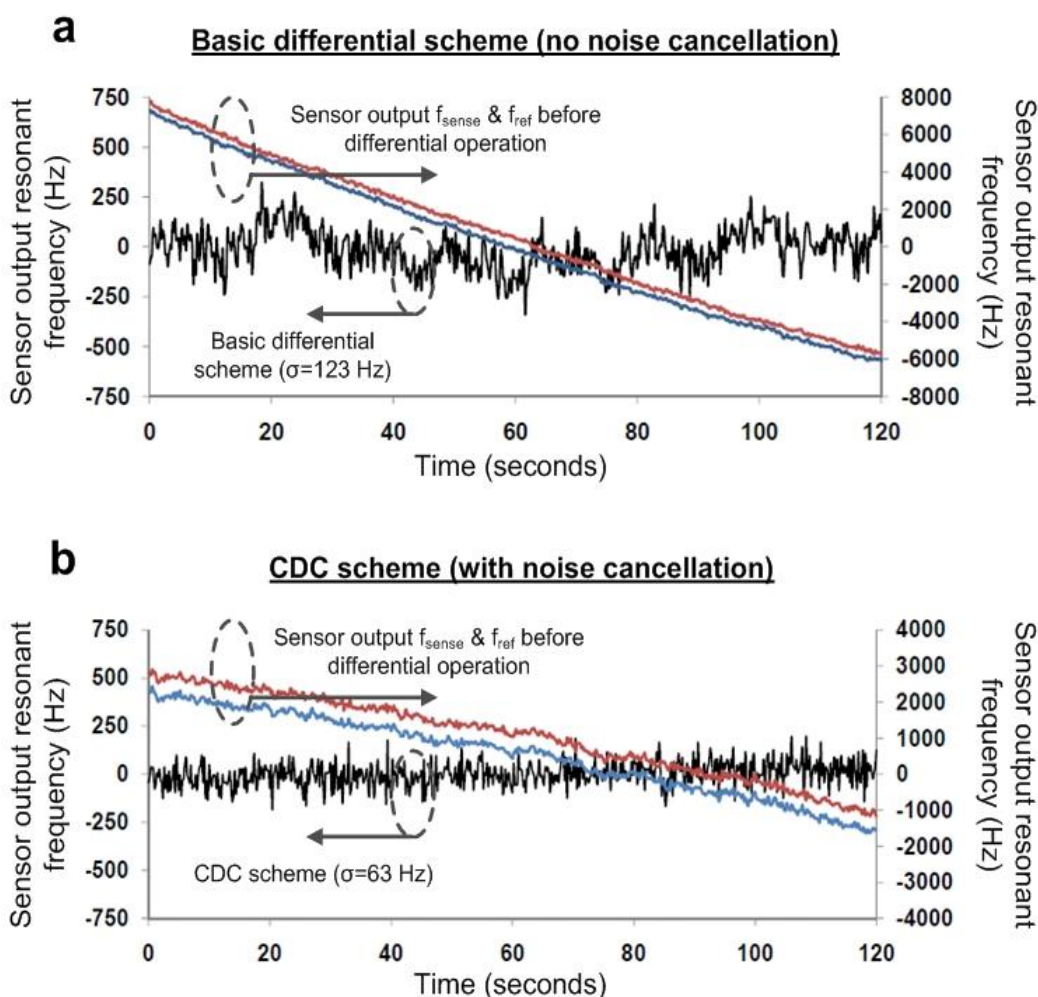 a
Basic differential scheme (no noise cancellation)
Sensor output resonant
frequency (Hz)
750
500
250
0
-250
-500
-750
Sensor output fsense & fref before
differential operation
Basic differential
scheme (σ=123 Hz)
8000
6000
4000
2000
0
-2000
-4000
-6000
-8000
Sensor output resonant
frequency (Hz)
0 20 40 60 80 100 120
Time (seconds)
b
CDC scheme (with noise cancellation)
Sensor output resonant
frequency (Hz)
750
500
250
0
-250
-500
-750
Sensor output fsense & fref before
differential operation
CDC scheme (σ=63 Hz)
4000
3000
2000
1000
0
-1000
-2000
-3000
-4000
Sensor output resonant
frequency (Hz)
0 20 40 60 80 100 120
Time (seconds)